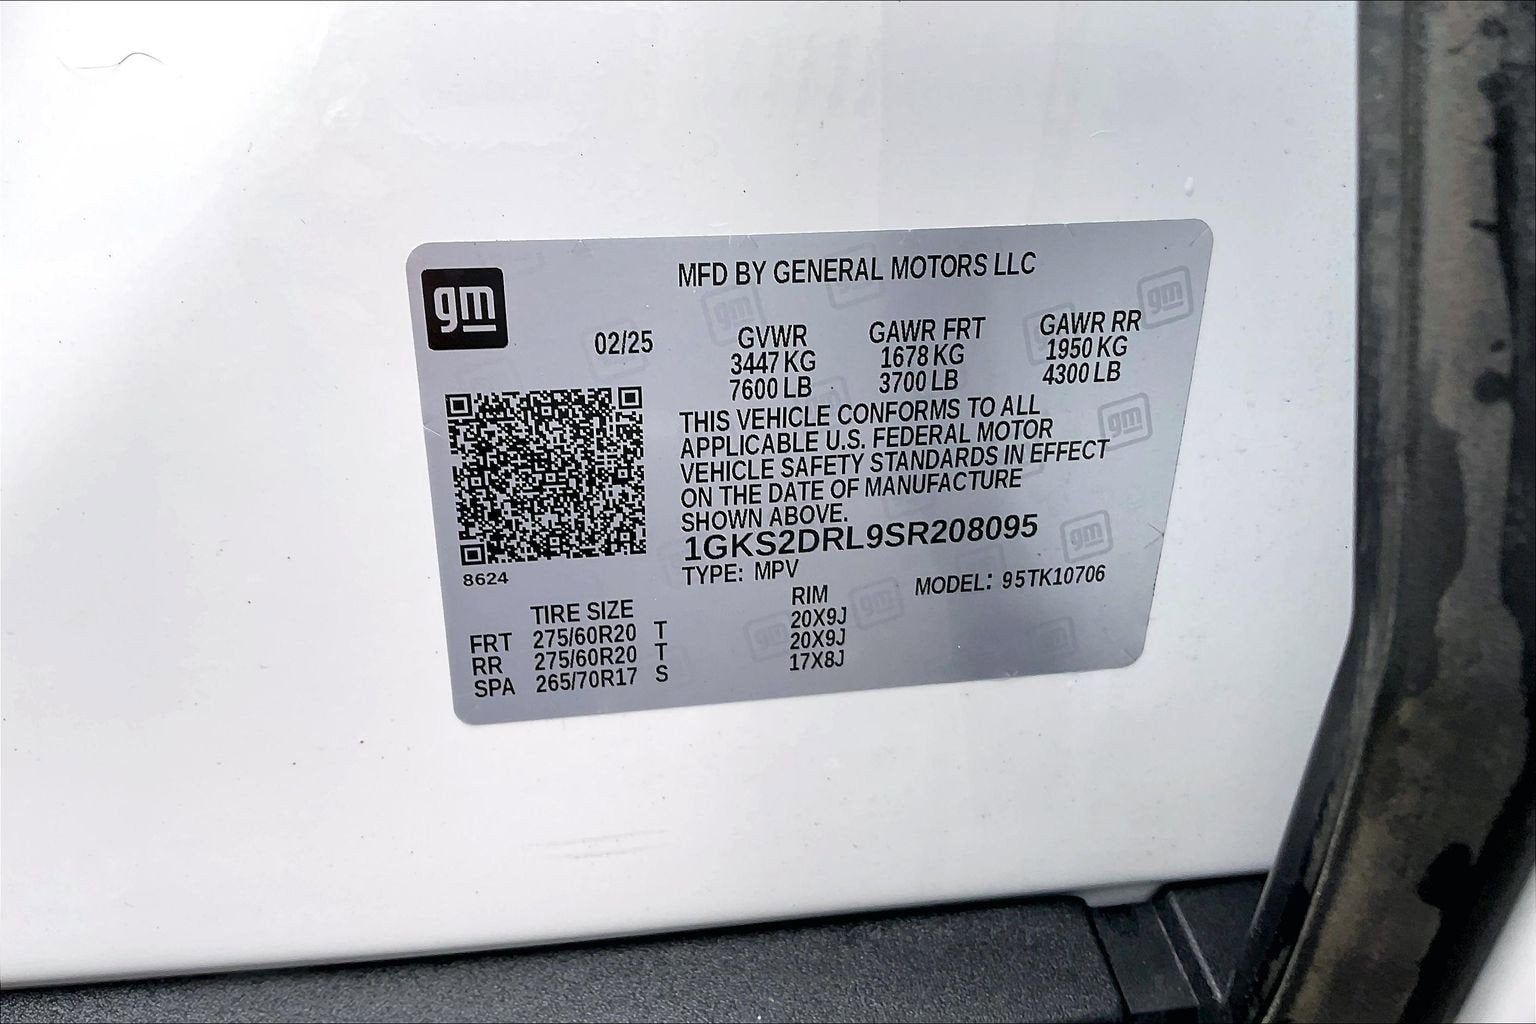 gm
MFD BY GENERAL MOTORS LLC
02/25
GVWR GAWR FRT GAWR RR
3447 KG 1678 KG 1950 KG
7600 LB 3700 LB 4300 LB
THIS VEHICLE CONFORMS TO ALL
APPLICABLE U.S. FEDERAL MOTOR
VEHICLE SAFETY STANDARDS IN EFFECT
ON THE DATE OF MANUFACTURE
SHOWN ABOVE.
1GKS2DRL9SR208095
TYPE: MPV MODEL: 95TK10706
8624
TIRE SIZE RIM
FRT 275/60R20 T 20X9J
RR 275/60R20 T 20X9J
SPA 265/70R17 S 17X8J